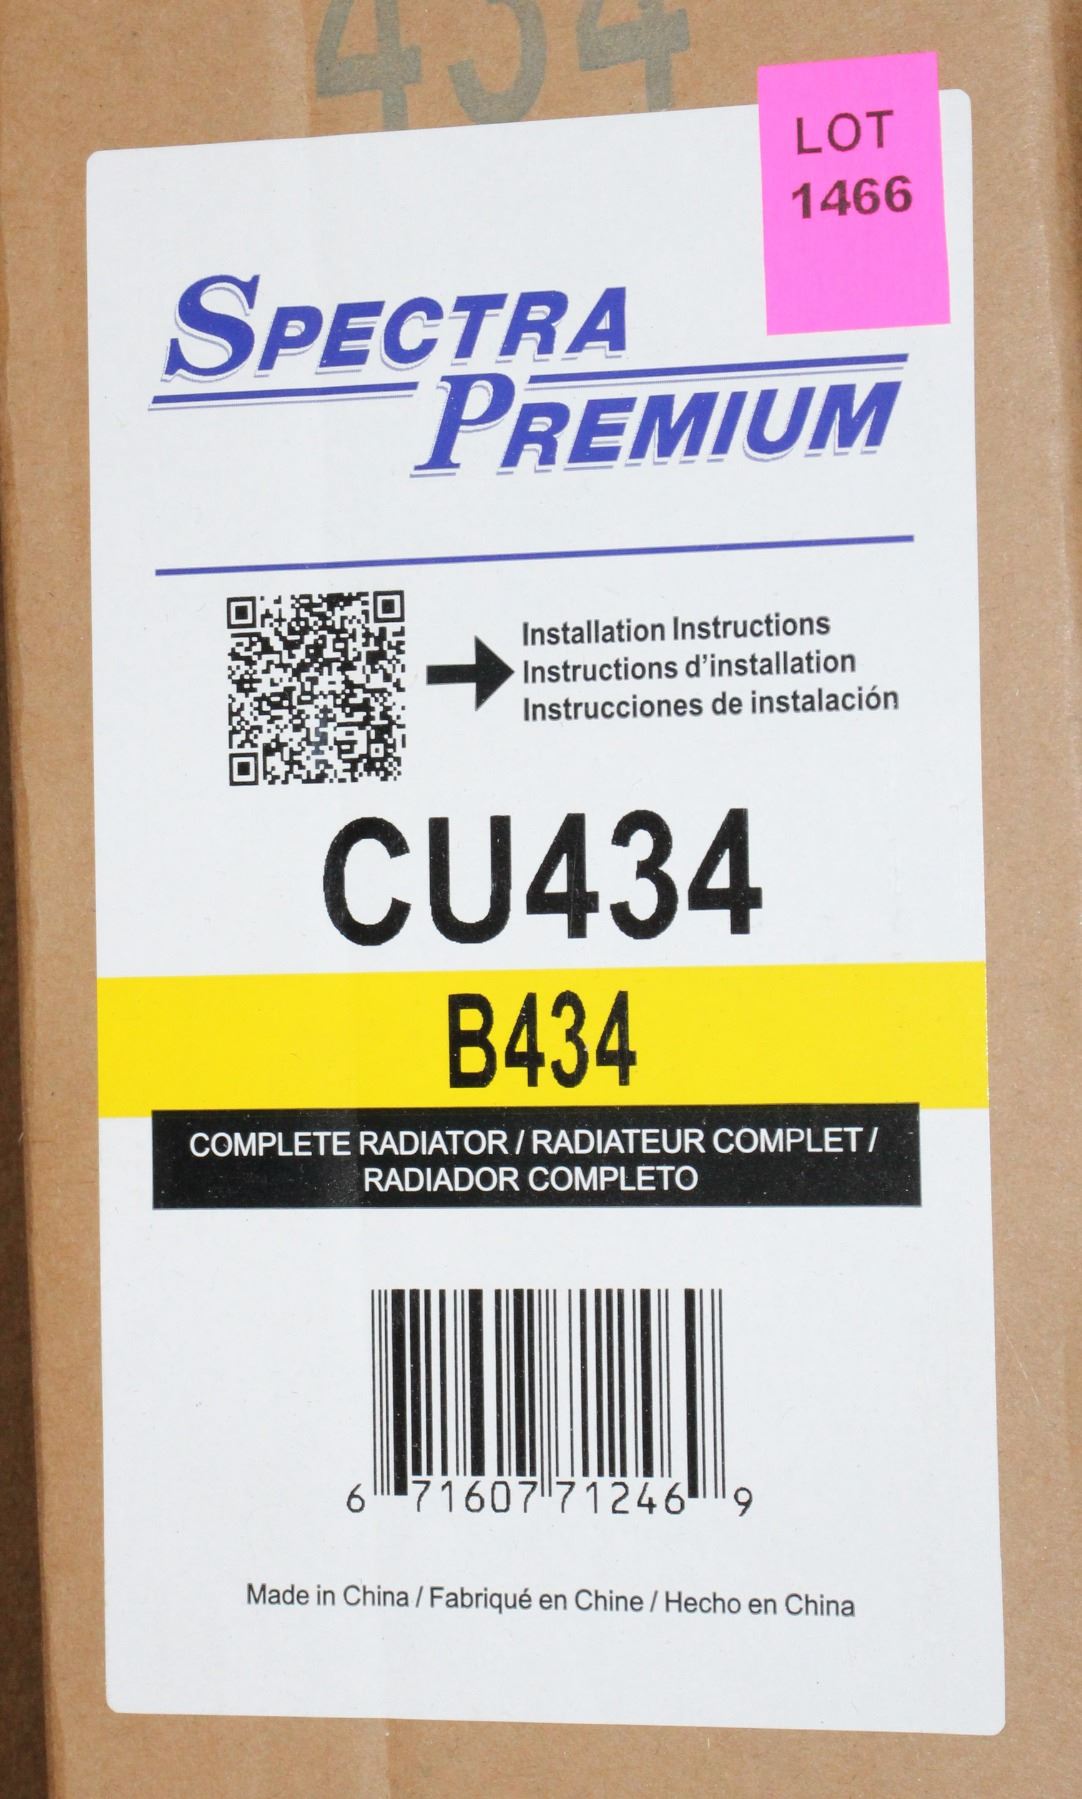 434
LOT
1466
SPECTRA
PREMIUM
Installation Instructions
Instructions d'installation
Instrucciones de instalación
CU434
B434
COMPLETE RADIATOR / RADIATEUR COMPLET /
RADIADOR COMPLETO
6 71607 71246 9
Made in China / Fabriqué en Chine / Hecho en China